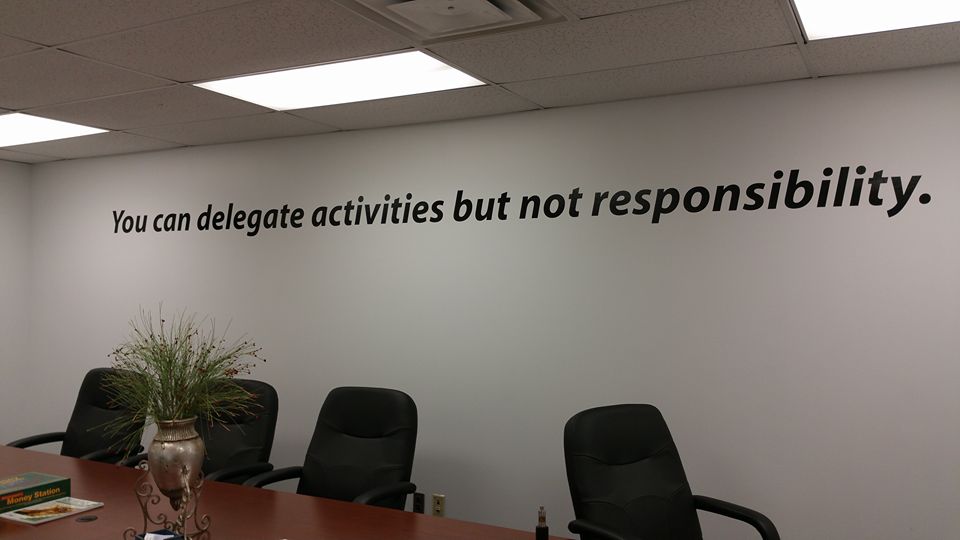 You can delegate activities but not responsibility.
Money Station